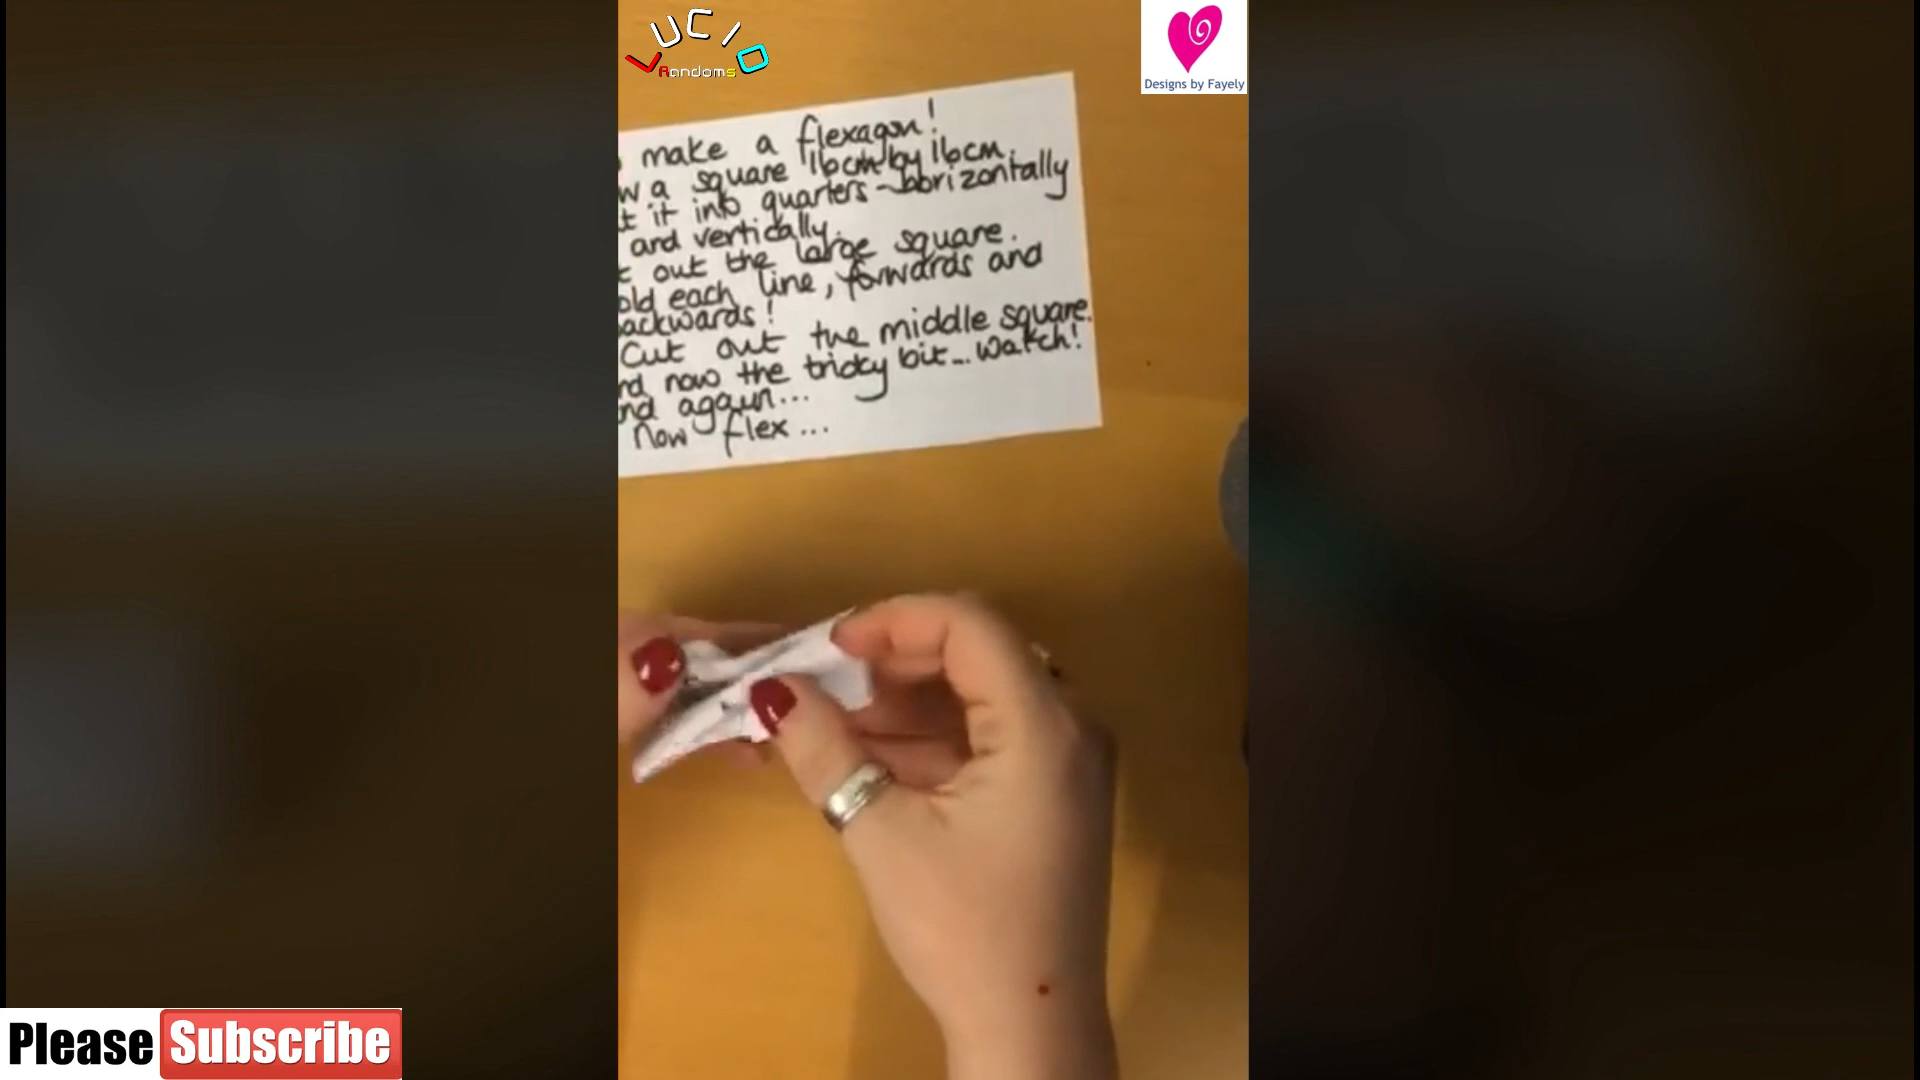 LUCIO
Randoms
Designs by Fayely
make a flexagon!
w a square 16cm by 16cm.
t it into quarters - horizontally
and vertically.
t out the large square.
old each line, forwards and
backwards!
Cut out the middle square.
nd now the tricky bit... Watch!
nd again...
Now flex...
Please Subscribe